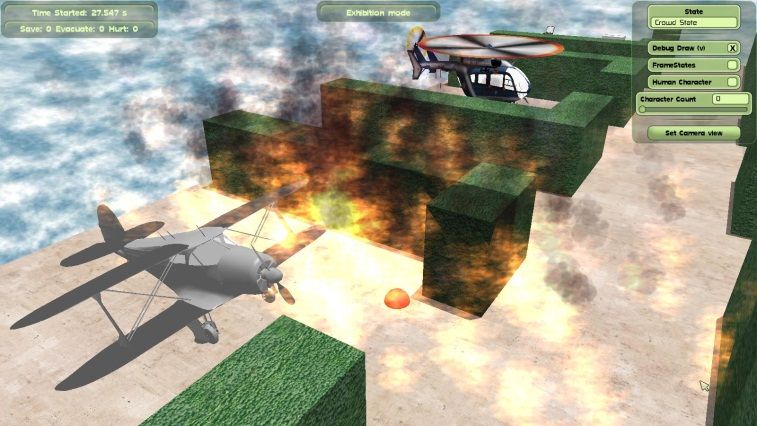 Time Started: 27.547 s
Save: 0 Evacuate: 0 Hurt: 0
Exhibition mode
State
Crowd State
Debug Draw (v) X
FrameStates
Human Character
Character Count 0
Set Camera view